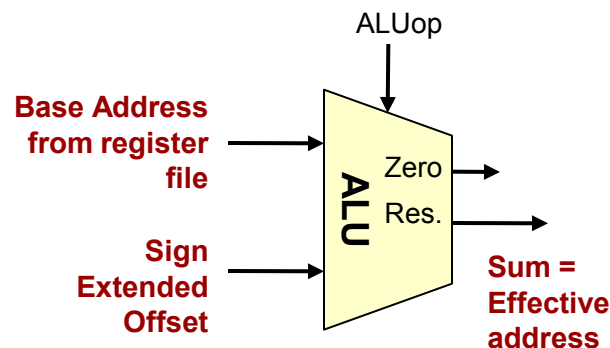 ALUop
Base Address
from register
file
Zero
ALU
Res.
Sign
Extended
Offset
Sum =
Effective
address